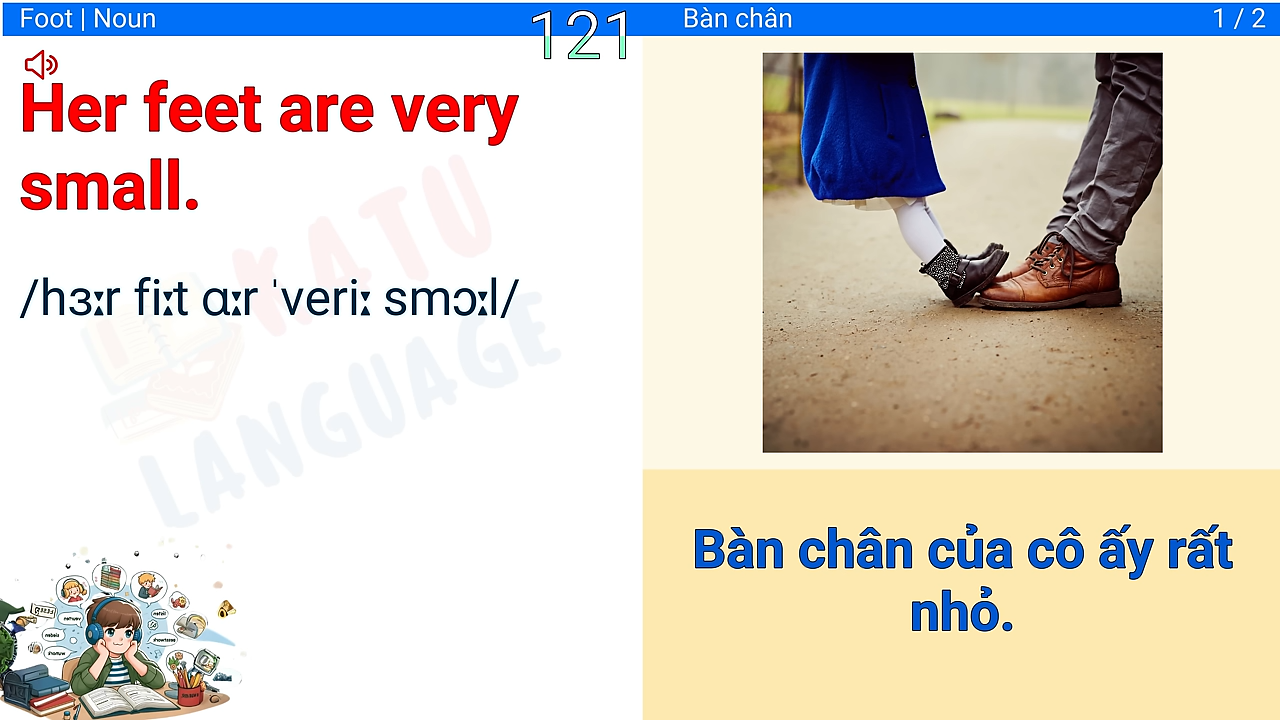 Foot | Noun
121
Bàn chân
1 / 2
Her feet are very
small.
/hɜːr fiːt ɑːr ˈveriː smɔːl/
KATU
LANGUAGE
Bàn chân của cô ấy rất
nhỏ.